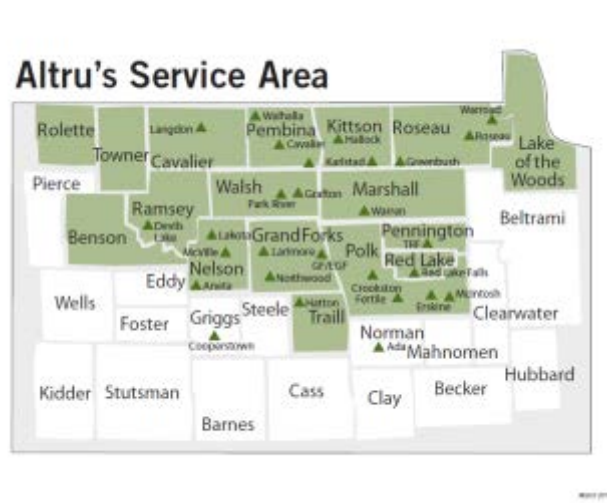 Altru's Service Area
Rolette
Towner
Langdon
Cavalier
Walhalla
Pembina
Cavalier
Kittson
Hallock
Karlstad
Roseau
Warroad
Roseau
Greenbush
Lake
of the
Woods
Pierce
Benson
Ramsey
Devils
Lake
Walsh
Park River
Grafton
Marshall
Warren
Beltrami
Lakota
McVille
Nelson
Aneta
Grand Forks
Larimore
GF/EGF
Northwood
Polk
Pennington
TRF
Red Lake
Red Lake Falls
Crookston
Fertile
Erskine
McIntosh
Clearwater
Wells
Eddy
Foster
Griggs
Cooperstown
Steele
Hatton
Traill
Norman
Ada
Mahnomen
Hubbard
Kidder
Stutsman
Barnes
Cass
Clay
Becker